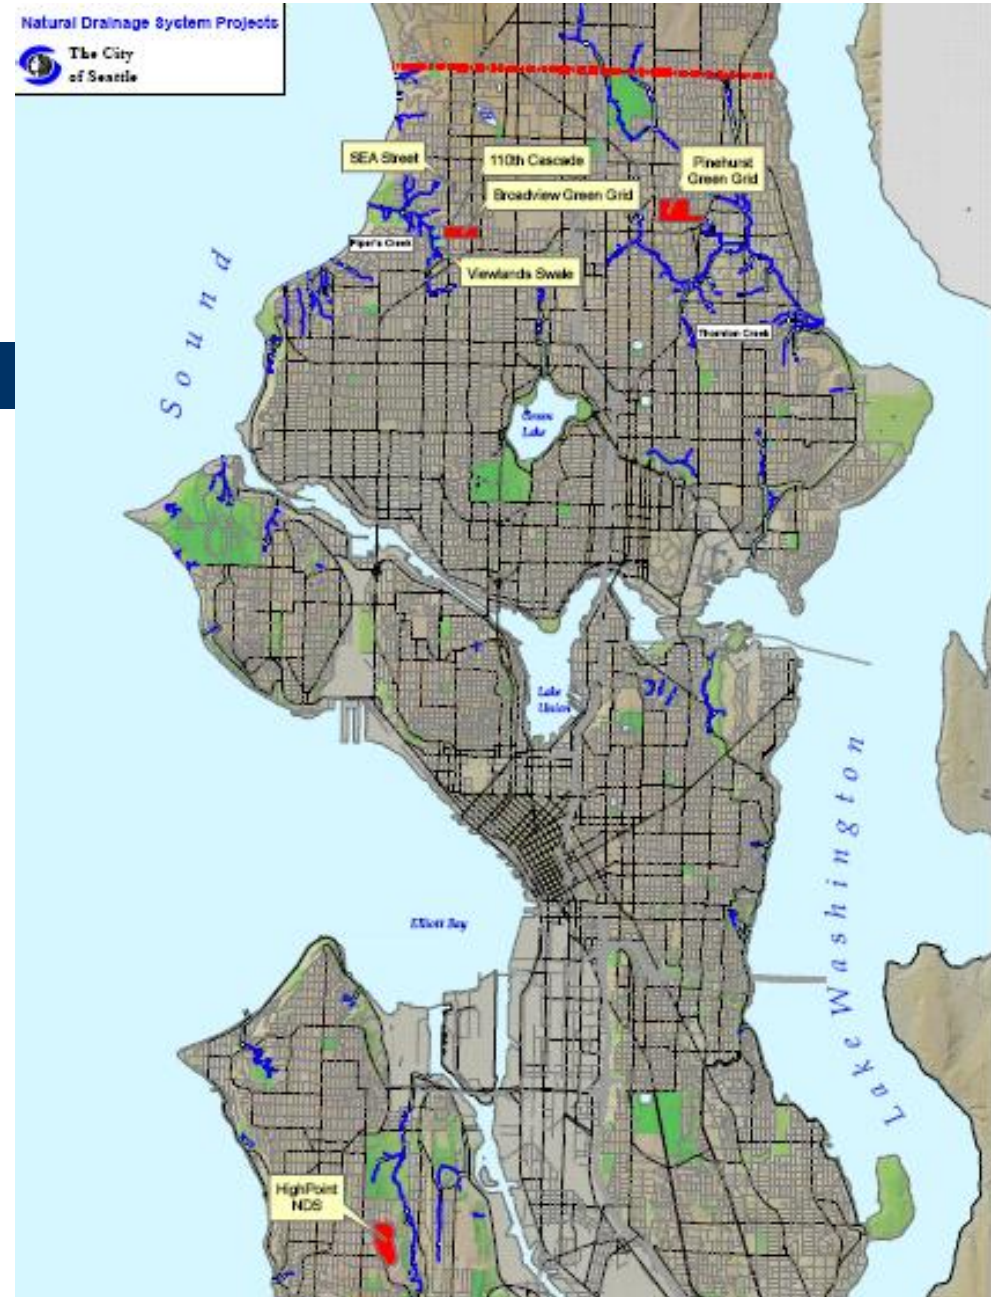 Natural Drainage System Projects
The City
of Seattle
SEA Street
110th Cascade
Pinehurst
Green Grid
Broadview Green Grid
Piper's Creek
Viewlands Swale
Sound
Thornton Creek
Green
Lake
Lake
Union
Lake Washington
Elliott Bay
HighPoint
NDS